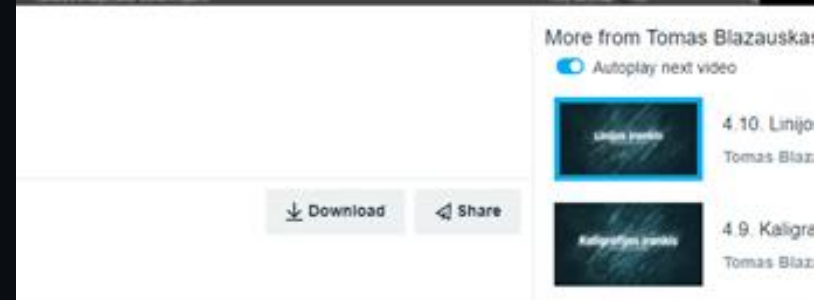 More from Tomas Blazauskas
Autoplay next video
Linijos įrankis
4.10. Linijo
Tomas Blaz
Download
Share
Kaligrafijos įrankis
4.9. Kaligra
Tomas Blaz